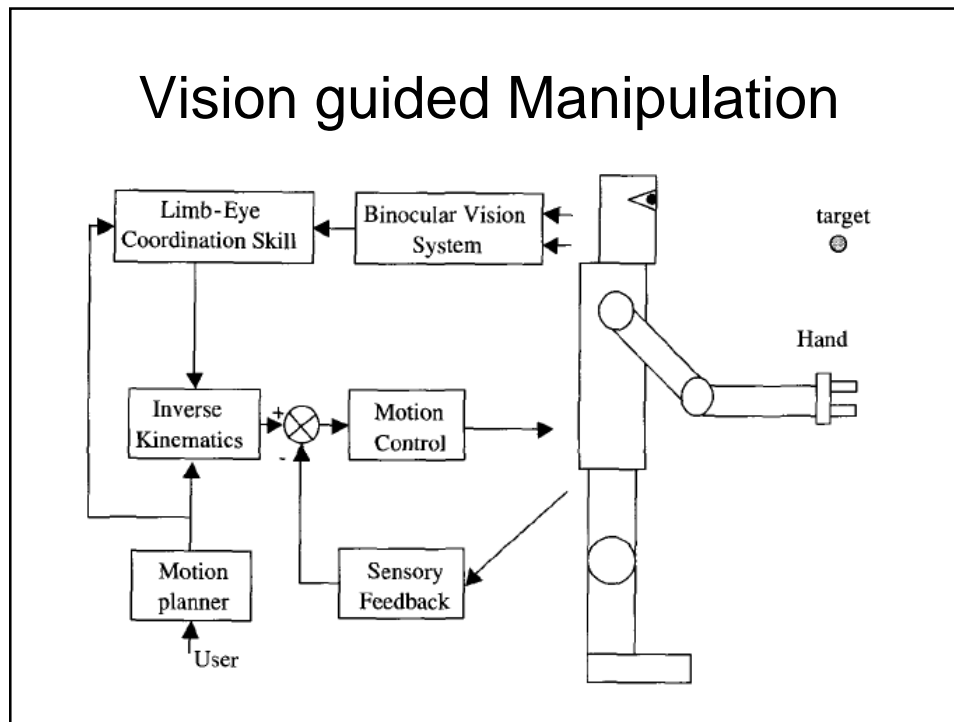 Vision guided Manipulation
Limb-Eye
Coordination Skill
Binocular Vision
System
target
Hand
Inverse
Kinematics
+
-
Motion
Control
Motion
planner
Sensory
Feedback
User